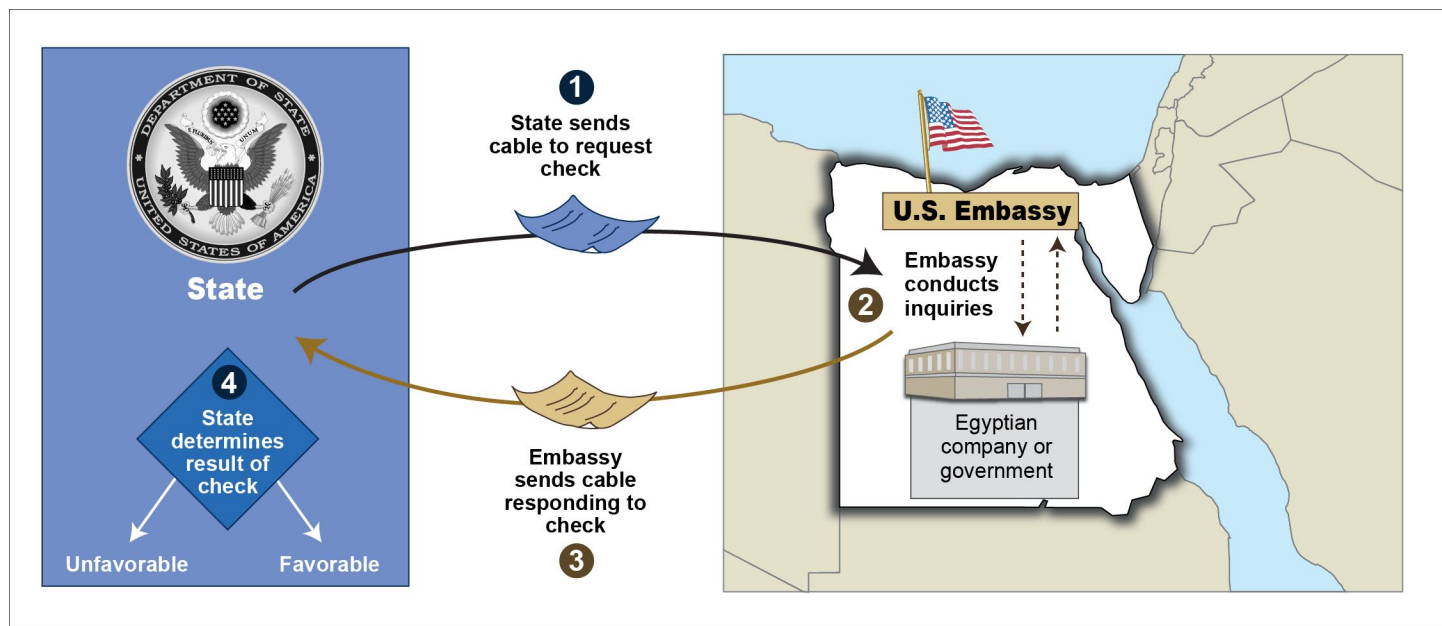 DEPARTMENT OF STATE
E PLURIBUS UNUM
UNITED STATES OF AMERICA
State
1
State sends
cable to request
check
U.S. Embassy
2
Embassy
conducts
inquiries
Egyptian
company or
government
Embassy
sends cable
responding to
check
3
4
State
determines
result of
check
Unfavorable
Favorable